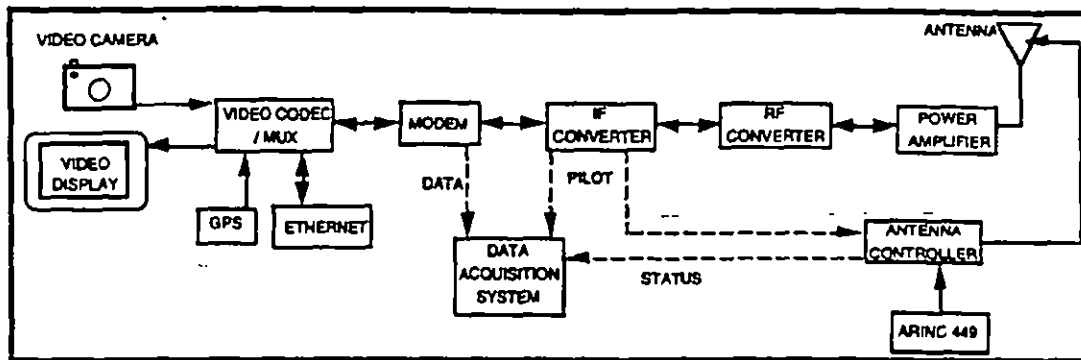 VIDEO CAMERA
ANTENNA
VIDEO CODEC
/ MUX
MODEM
IF
CONVERTER
RF
CONVERTER
POWER
AMPLIFIER
VIDEO
DISPLAY
DATA
PILOT
GPS
ETHERNET
DATA
ACQUISITION
SYSTEM
STATUS
ANTENNA
CONTROLLER
ARINC 449